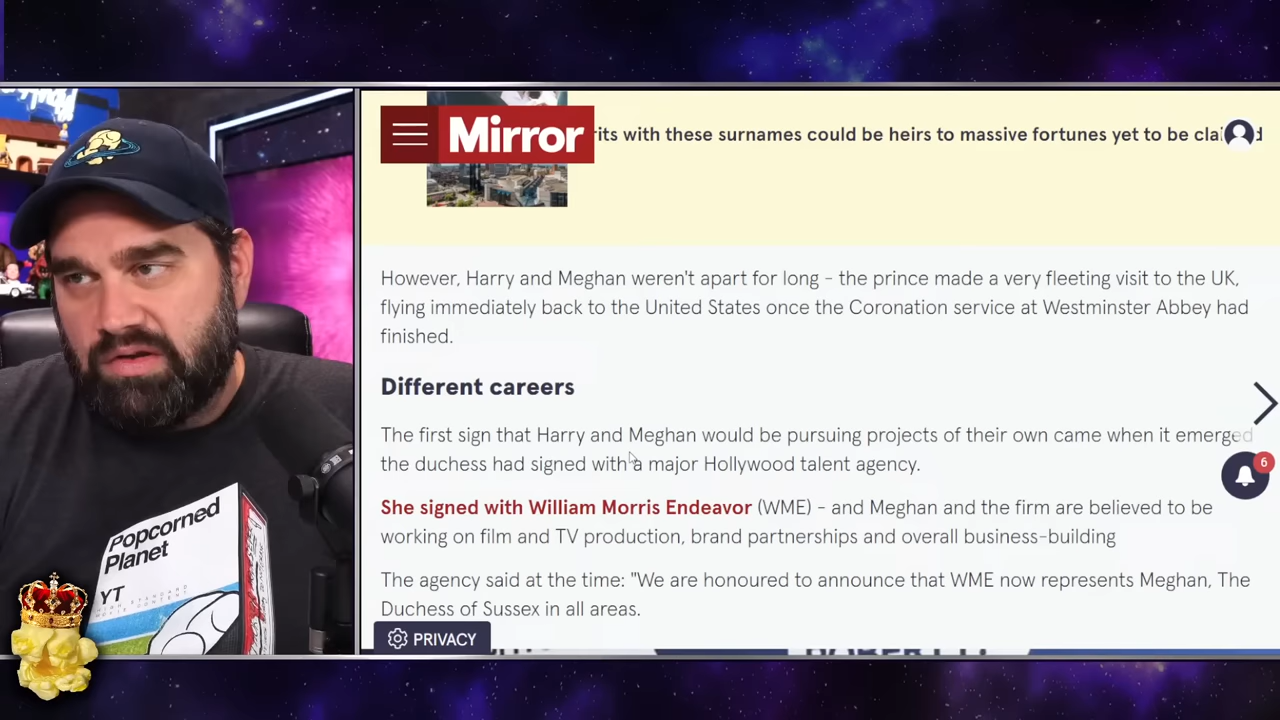 Mirror
rits with these surnames could be heirs to massive fortunes yet to be clai d
However, Harry and Meghan weren't apart for long - the prince made a very fleeting visit to the UK,
flying immediately back to the United States once the Coronation service at Westminster Abbey had
finished.
Different careers
The first sign that Harry and Meghan would be pursuing projects of their own came when it emerged
the duchess had signed with a major Hollywood talent agency.
She signed with William Morris Endeavor (WME) - and Meghan and the firm are believed to be
working on film and TV production, brand partnerships and overall business-building
The agency said at the time: "We are honoured to announce that WME now represents Meghan, The
Duchess of Sussex in all areas.
PRIVACY
6
Popcorned
Planet
YT